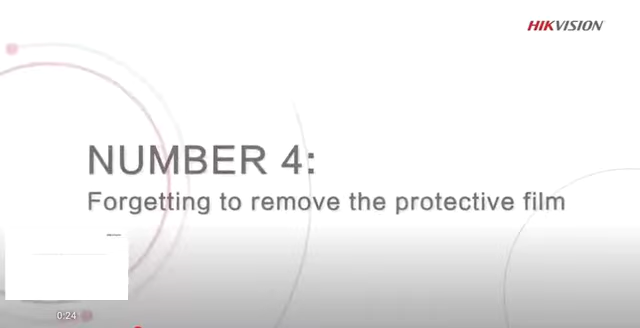 HIKVISION
NUMBER 4:
Forgetting to remove the protective film
0:24